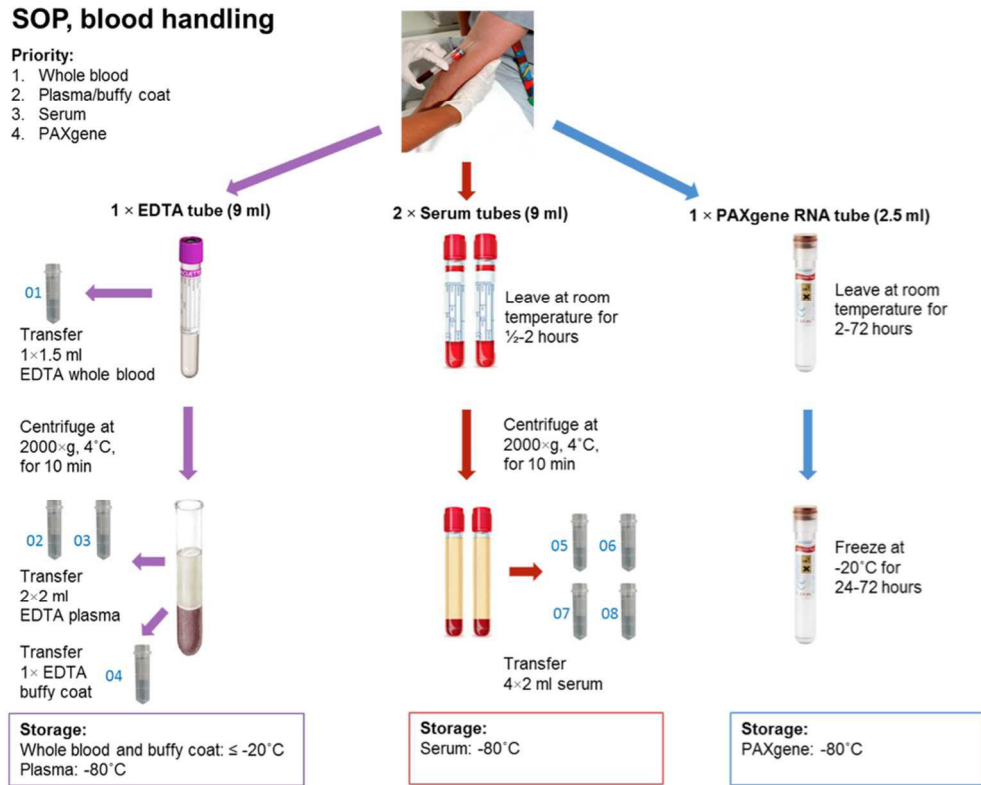 SOP, blood handling
Priority:
1. Whole blood
2. Plasma/buffy coat
3. Serum
4. PAXgene
1 × EDTA tube (9 ml)
01
Transfer
1×1.5 ml
EDTA whole blood
Centrifuge at
2000×g, 4˚C,
for 10 min
02 03
Transfer
2×2 ml
EDTA plasma
Transfer
1× EDTA
buffy coat
04
Storage:
Whole blood and buffy coat: ≤ -20˚C
Plasma: -80˚C
2 × Serum tubes (9 ml)
Leave at room
temperature for
½-2 hours
Centrifuge at
2000×g, 4˚C,
for 10 min
05 06
07 08
Transfer
4×2 ml serum
Storage:
Serum: -80˚C
1 × PAXgene RNA tube (2.5 ml)
Leave at room
temperature for
2-72 hours
Freeze at
-20˚C for
24-72 hours
Storage:
PAXgene: -80˚C